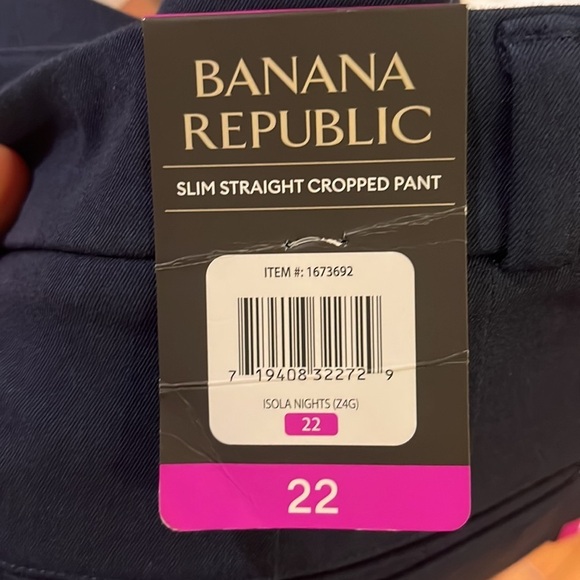 BANANA
REPUBLIC
SLIM STRAIGHT CROPPED PANT
ITEM #: 1673692
7 19408 32272 9
ISOLA NIGHTS (Z4G)
22
22